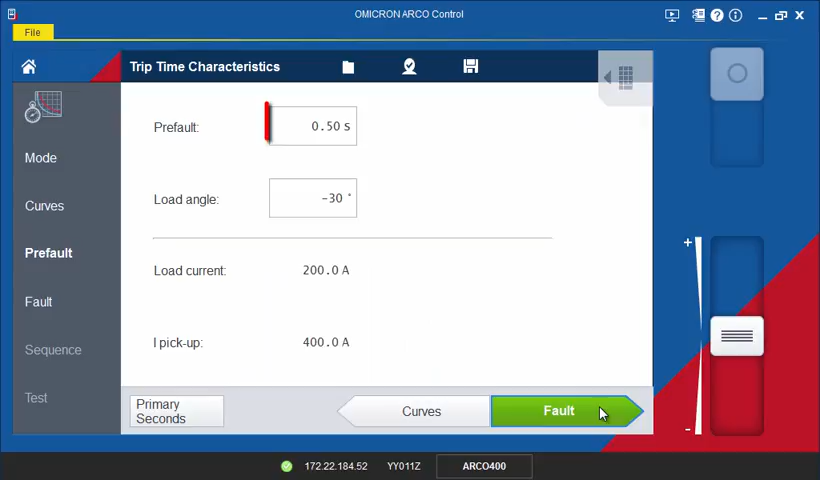 OMICRON ARCO Control
File
Trip Time Characteristics
Prefault:
0.50 s
Mode
Load angle:
-30 °
Curves
Prefault
Load current:
200.0 A
Fault
I pick-up:
400.0 A
Sequence
Test
Primary
Seconds
Curves
Fault
+
-
172.22.184.52
YY011Z
ARCO400